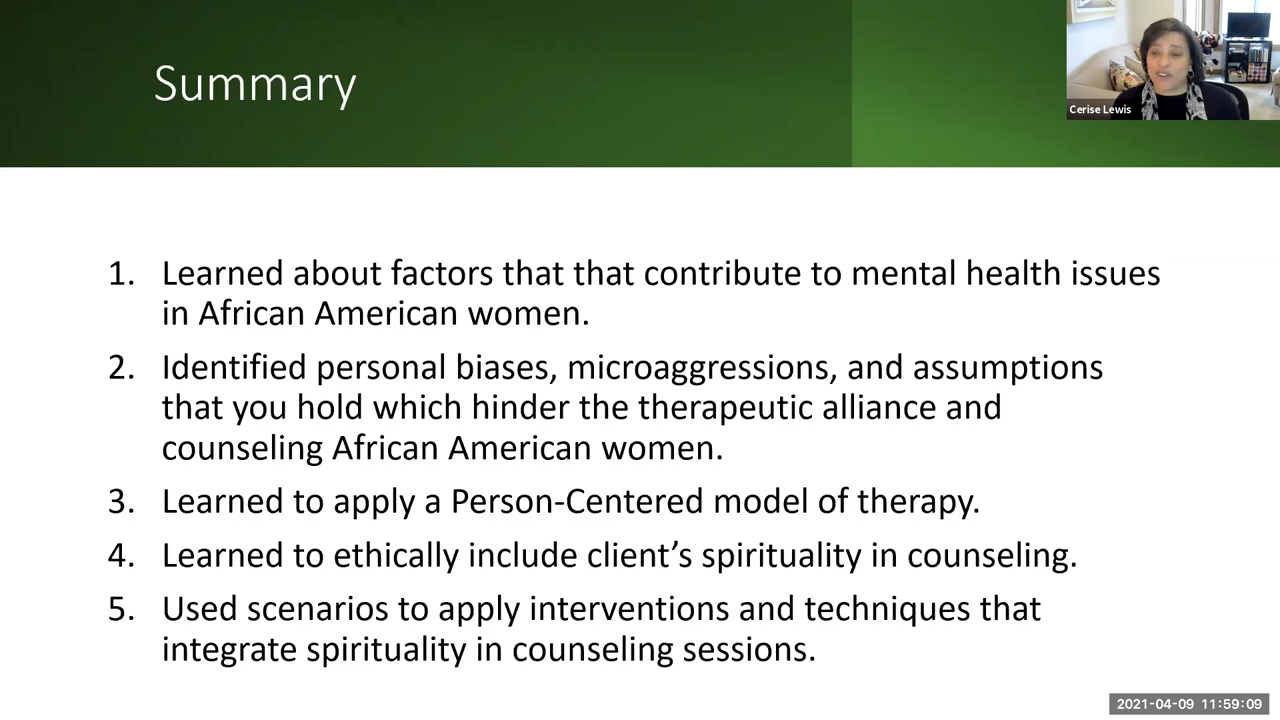 Summary
Cerise Lewis
1. Learned about factors that that contribute to mental health issues
in African American women.
2. Identified personal biases, microaggressions, and assumptions
that you hold which hinder the therapeutic alliance and
counseling African American women.
3. Learned to apply a Person-Centered model of therapy.
4. Learned to ethically include client’s spirituality in counseling.
5. Used scenarios to apply interventions and techniques that
integrate spirituality in counseling sessions.
2021-04-09 11:59:09